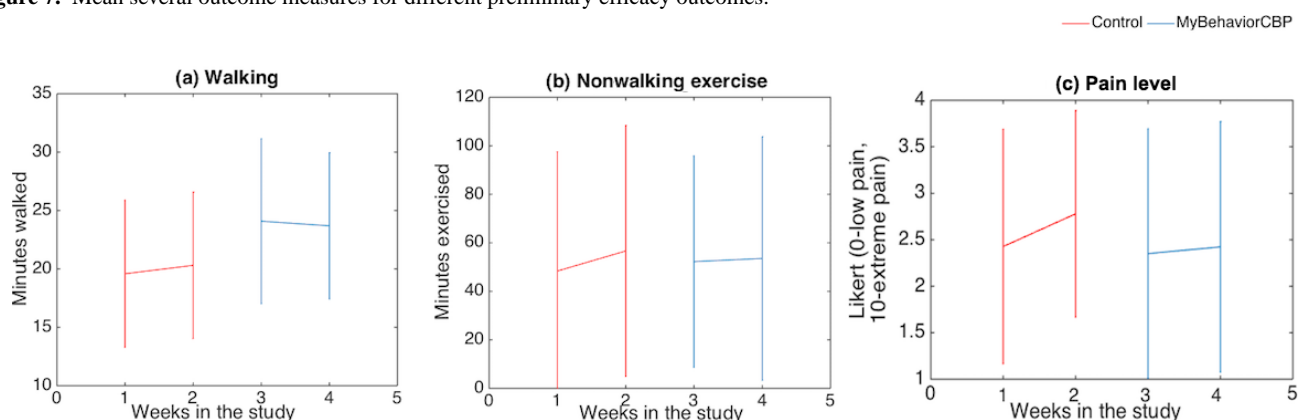 Figure 7. Mean several outcome measures for different preliminary efficacy outcomes.
Control MyBehaviorCBP
(a) Walking
35
30
25
20
15
10
Minutes walked
0 1 2 3 4 5
Weeks in the study
(b) Nonwalking exercise
120
100
80
60
40
20
0
Minutes exercised
0 1 2 3 4 5
Weeks in the study
(c) Pain level
4
3.5
3
2.5
2
1.5
1
Likert (0-low pain,
10-extreme pain)
0 1 2 3 4 5
Weeks in the study